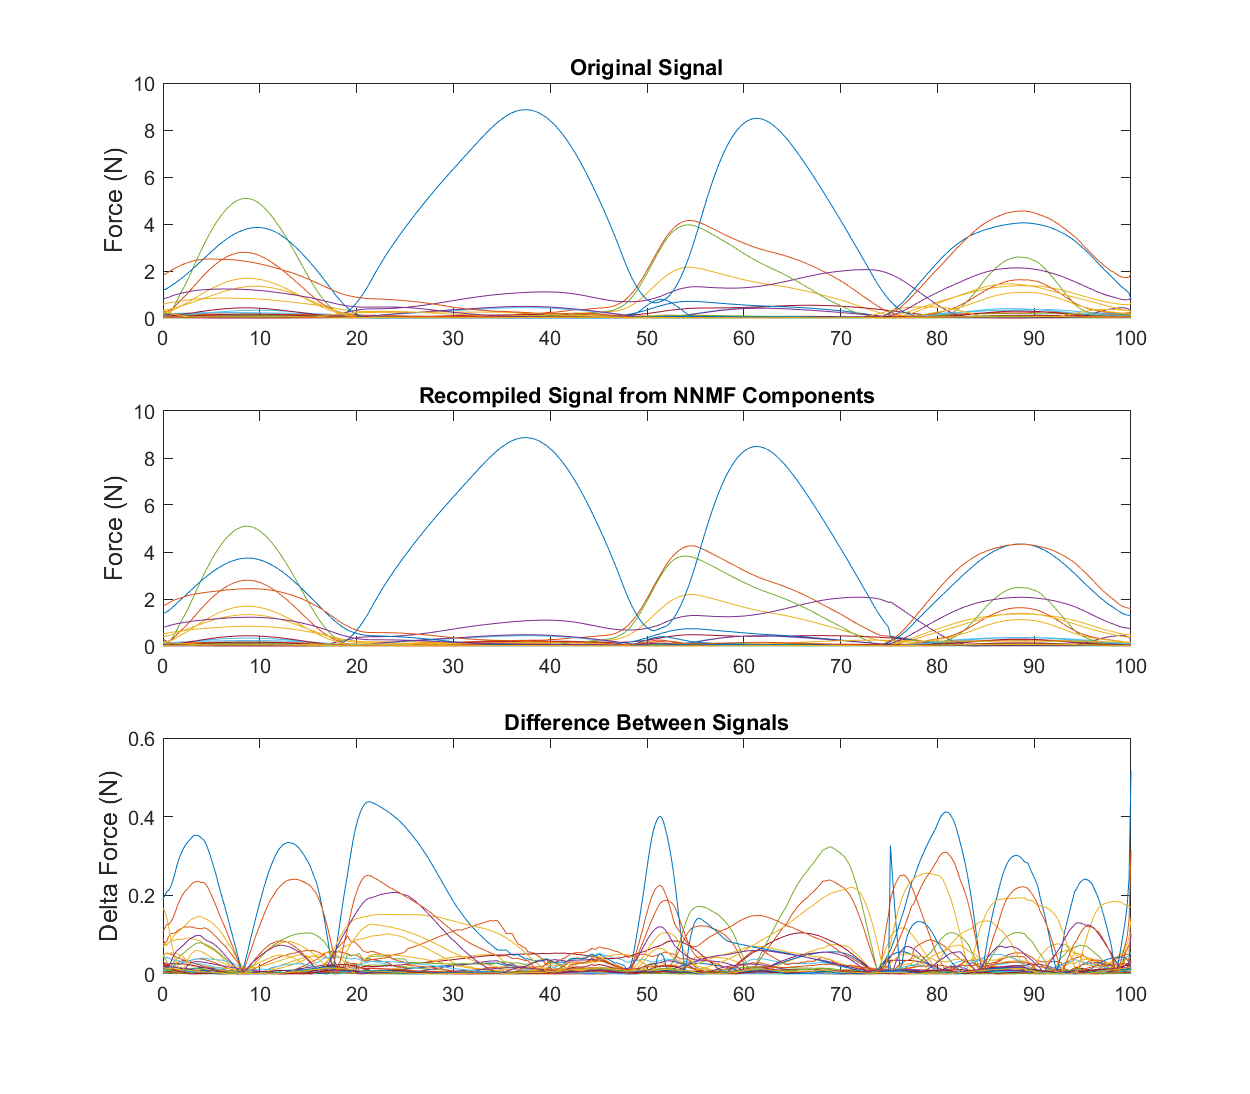 Original Signal
Force (N)
10
8
6
4
2
0
0 10 20 30 40 50 60 70 80 90 100
Recompiled Signal from NNMF Components
Force (N)
10
8
6
4
2
0
0 10 20 30 40 50 60 70 80 90 100
Difference Between Signals
Delta Force (N)
0.6
0.4
0.2
0
0 10 20 30 40 50 60 70 80 90 100